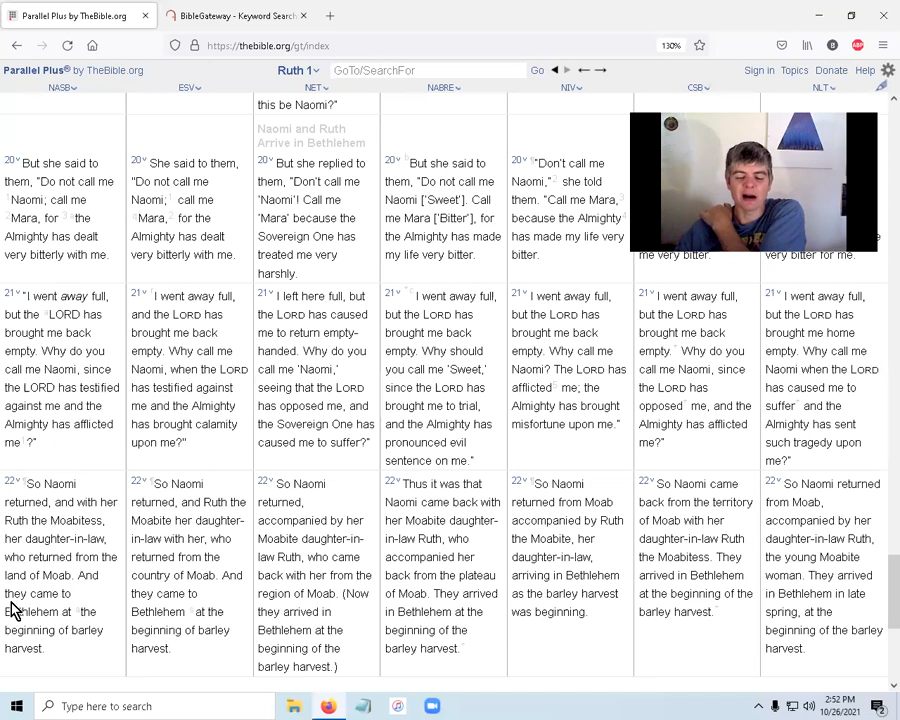 Parallel Plus by TheBible.org
BibleGateway - Keyword Search:
https://thebible.org/gt/index
130%
Parallel Plus® by TheBible.org
Ruth 1
GoTo/SearchFor
Go
Sign in Topics Donate Help
NASB ESV NET NABRE NIV CSB NLT
this be Naomi?"
Naomi and Ruth
Arrive in Bethlehem
20 But she said to
them, "Do not call me
1Naomi; call me
2Mara, for 3 a the
Almighty has dealt
very bitterly with me.
21 "I went away full,
but the aLORD has
brought me back
empty. Why do you
call me Naomi, since
the LORD has testified
against me and the
Almighty has afflicted
me ?"
22 So Naomi
returned, and with her
Ruth the Moabitess,
her daughter-in-law,
who returned from the
land of Moab. And
they came to
Bethlehem at the
beginning of barley
harvest.
20 She said to them,
"Do not call me
Naomi;1 call me
Mara,2 for the
Almighty has dealt
very bitterly with me.
21 I went away full,
and the LORD has
brought me back
empty. Why call me
Naomi, when the LORD
has testified against
me and the Almighty
has brought calamity
upon me?"
22 So Naomi
returned, and Ruth the
Moabite her daughter-
in-law with her, who
returned from the
country of Moab. And
they came to
Bethlehem at the
beginning of barley
harvest.
20 But she replied to
them, "Don't call me
'Naomi'! Call me
'Mara' because the
Sovereign One has
treated me very
harshly.
21 I left here full, but
the LORD has caused
me to return empty-
handed. Why do you
call me 'Naomi,'
seeing that the LORD
has opposed me, and
the Sovereign One has
caused me to suffer?"
22 So Naomi
returned,
accompanied by her
Moabite daughter-in-
law Ruth, who came
back with her from the
region of Moab. (Now
they arrived in
Bethlehem at the
beginning of the
barley harvest.)
20 But she said to
them, "Do not call me
Naomi ['Sweet']. Call
me Mara ['Bitter'], for
the Almighty has made
my life very bitter.
21 I went away full,
but the LORD has
brought me back
empty. Why should
you call me 'Sweet,'
since the LORD has
brought me to trial,
and the Almighty has
pronounced evil
sentence on me."
22 Thus it was that
Naomi came back with
her Moabite daughter-
in-law Ruth, who
accompanied her
back from the plateau
of Moab. They arrived
in Bethlehem at the
beginning of the
barley harvest.
20 "Don't call me
Naomi,"2 she told
them. "Call me Mara,3
because the Almighty4
has made my life very
bitter.
21 I went away full,
but the LORD has
brought me back
empty. Why call me
Naomi? The LORD has
afflicted5 me; the
Almighty has brought
misfortune upon me."
22 So Naomi
returned from Moab
accompanied by Ruth
the Moabite, her
daughter-in-law,
arriving in Bethlehem
as the barley harvest
was beginning.
me very bitter.
21 I went away full,
but the LORD has
brought me back
empty. Why do you
call me Naomi, since
the LORD has
opposed me, and the
Almighty has afflicted
me?"
22 So Naomi came
back from the territory
of Moab with her
daughter-in-law Ruth
the Moabitess. They
arrived in Bethlehem
at the beginning of the
barley harvest.
bitter for me.
21 I went away full,
but the LORD has
brought me home
empty. Why call me
Naomi when the LORD
has caused me to
suffer and the
Almighty has sent
such tragedy upon
me?"
22 So Naomi returned
from Moab,
accompanied by her
daughter-in-law Ruth,
the young Moabite
woman. They arrived
in Bethlehem in late
spring, at the
beginning of the barley
harvest.
Type here to search
2:52 PM
10/26/2021
2